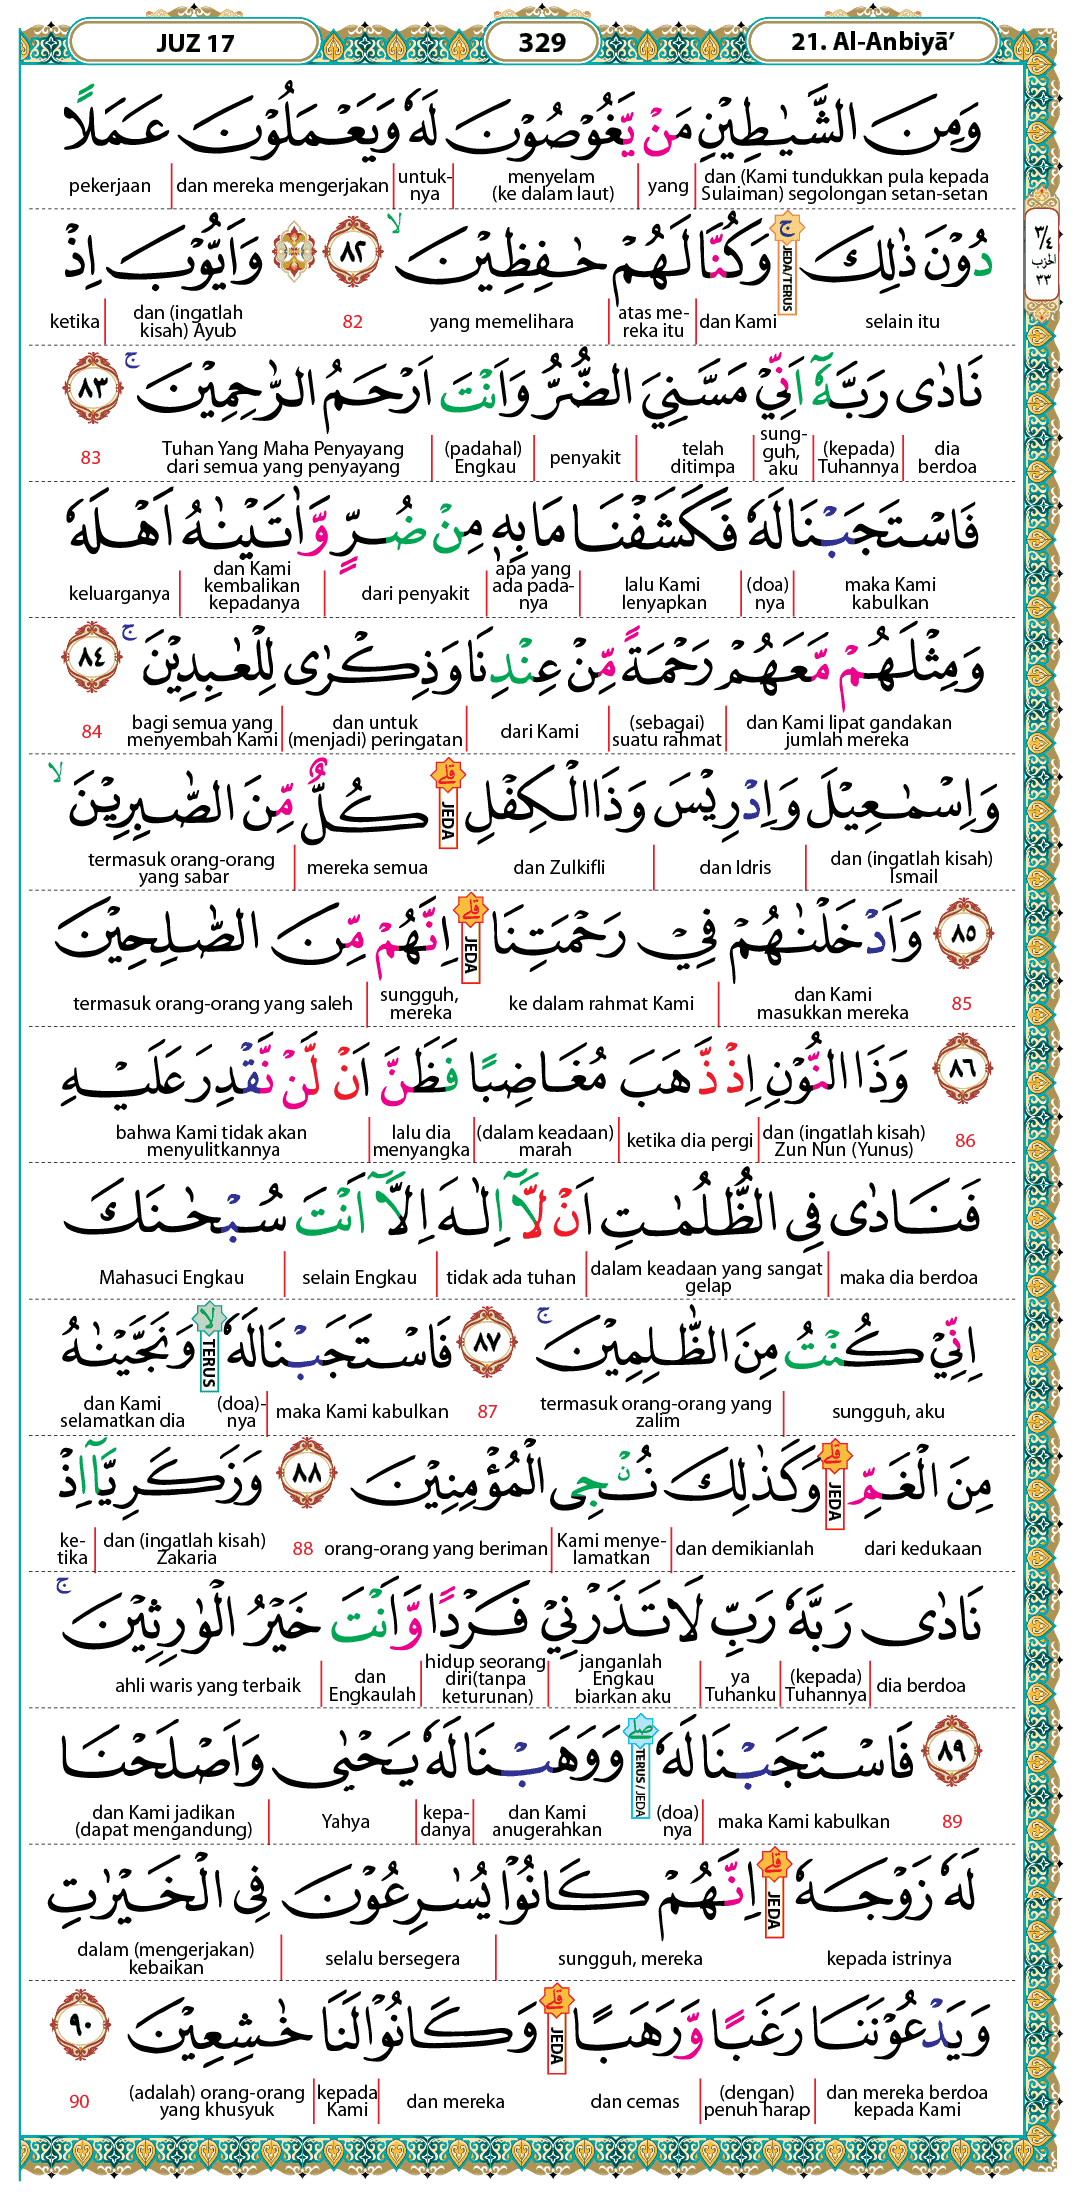 JUZ 17
329
21. Al-Anbiyā’
وَمِنَ الشَّيٰطِيْنِ مَنْ يَّغُوْصُوْنَ لَهٗ وَيَعْمَلُوْنَ عَمَلًا
dan (Kami tundukkan pula kepada Sulaiman) segolongan setan-setan
yang
menyelam (ke dalam laut)
untuk-nya
dan mereka mengerjakan
pekerjaan
٣/٤ الحزب ٣٣
دُوْنَ ذٰلِكَۚ وَكُنَّا لَهُمْ حٰفِظِيْنَ ۙ ٨٢ وَاَيُّوْبَ اِذْ
JEDA/TERUS
selain itu
dan Kami
atas me-reka itu
yang memelihara
82
dan (ingatlah kisah) Ayub
ketika
نَادٰى رَبَّهٗٓ اَنِّيْ مَسَّنِيَ الضُّرُّ وَاَنْتَ اَرْحَمُ الرّٰحِمِيْنَ ۚ ٨٣
dia berdoa
(kepada) Tuhannya
sung-guh, aku
telah ditimpa
penyakit
(padahal) Engkau
Tuhan Yang Maha Penyayang dari semua yang penyayang
83
فَاسْتَجَبْنَا لَهٗ فَكَشَفْنَا مَا بِهٖ مِنْ ضُرٍّ وَّاٰتَيْنٰهُ اَهْلَهٗ
maka Kami kabulkan
(doa) nya
lalu Kami lenyapkan
apa yang ada pada-nya
dari penyakit
dan Kami kembalikan kepadanya
keluarganya
وَمِثْلَهُمْ مَّعَهُمْ رَحْمَةً مِّنْ عِنْدِنَا وَذِكْرٰى لِلْعٰبِدِيْنَ ۚ ٨٤
dan Kami lipat gandakan jumlah mereka
(sebagai) suatu rahmat
dari Kami
dan untuk (menjadi) peringatan
bagi semua yang menyembah Kami
84
وَاِسْمٰعِيْلَ وَاِدْرِيْسَ وَذَا الْكِفْلِۗ كُلٌّ مِّنَ الصّٰبِرِيْنَ ۙ
JEDA
dan (ingatlah kisah) Ismail
dan Idris
dan Zulkifli
mereka semua
termasuk orang-orang yang sabar
٨٥ وَاَدْخَلْنٰهُمْ فِيْ رَحْمَتِنَاۗ اِنَّهُمْ مِّنَ الصّٰلِحِيْنَ
JEDA
85
dan Kami masukkan mereka
ke dalam rahmat Kami
sungguh, mereka
termasuk orang-orang yang saleh
٨٦ وَذَا النُّوْنِ اِذْ ذَّهَبَ مُغَاضِبًا فَظَنَّ اَنْ لَّنْ نَّقْدِرَ عَلَيْهِ
86
dan (ingatlah kisah) Zun Nun (Yunus)
ketika dia pergi
(dalam keadaan) marah
lalu dia menyangka
bahwa Kami tidak akan menyulitkannya
فَنَادٰى فِى الظُّلُمٰتِ اَنْ لَّآ اِلٰهَ اِلَّآ اَنْتَ سُبْحٰنَكَ
maka dia berdoa
dalam keadaan yang sangat gelap
tidak ada tuhan
selain Engkau
Mahasuci Engkau
اِنِّيْ كُنْتُ مِنَ الظّٰلِمِيْنَ ۚ ٨٧ فَاسْتَجَبْنَا لَهٗۙ وَنَجَّيْنٰهُ
TERUS
sungguh, aku
termasuk orang-orang yang zalim
87
maka Kami kabulkan
(doa)-nya
dan Kami selamatkan dia
مِنَ الْغَمِّۗ وَكَذٰلِكَ نُـْۨجِى الْمُؤْمِنِيْنَ ٨٨ وَزَكَرِيَّآ اِذْ
JEDA
dari kedukaan
dan demikianlah
Kami menye-lamatkan
orang-orang yang beriman
88
dan (ingatlah kisah) Zakaria
ke-tika
نَادٰى رَبَّهٗ رَبِّ لَا تَذَرْنِيْ فَرْدًا وَّاَنْتَ خَيْرُ الْوٰرِثِيْنَ ۚ
dia berdoa
(kepada) Tuhannya
ya Tuhanku
janganlah Engkau biarkan aku
hidup seorang diri(tanpa keturunan)
dan Engkaulah
ahli waris yang terbaik
٨٩ فَاسْتَجَبْنَا لَهٗۖ وَوَهَبْنَا لَهٗ يَحْيٰى وَاَصْلَحْنَا
TERUS / JEDA
89
maka Kami kabulkan
(doa) nya
dan Kami anugerahkan
kepa-danya
Yahya
dan Kami jadikan (dapat mengandung)
لَهٗ زَوْجَهٗۗ اِنَّهُمْ كَانُوْا يُسٰرِعُوْنَ فِى الْخَيْرٰتِ
JEDA
kepada istrinya
sungguh, mereka
selalu bersegera
dalam (mengerjakan) kebaikan
وَيَدْعُوْنَنَا رَغَبًا وَّرَهَبًاۗ وَكَانُوْا لَنَا خٰشِعِيْنَ ٩٠
JEDA
dan mereka berdoa kepada Kami
(dengan) penuh harap
dan cemas
dan mereka
kepada Kami
(adalah) orang-orang yang khusyuk
90